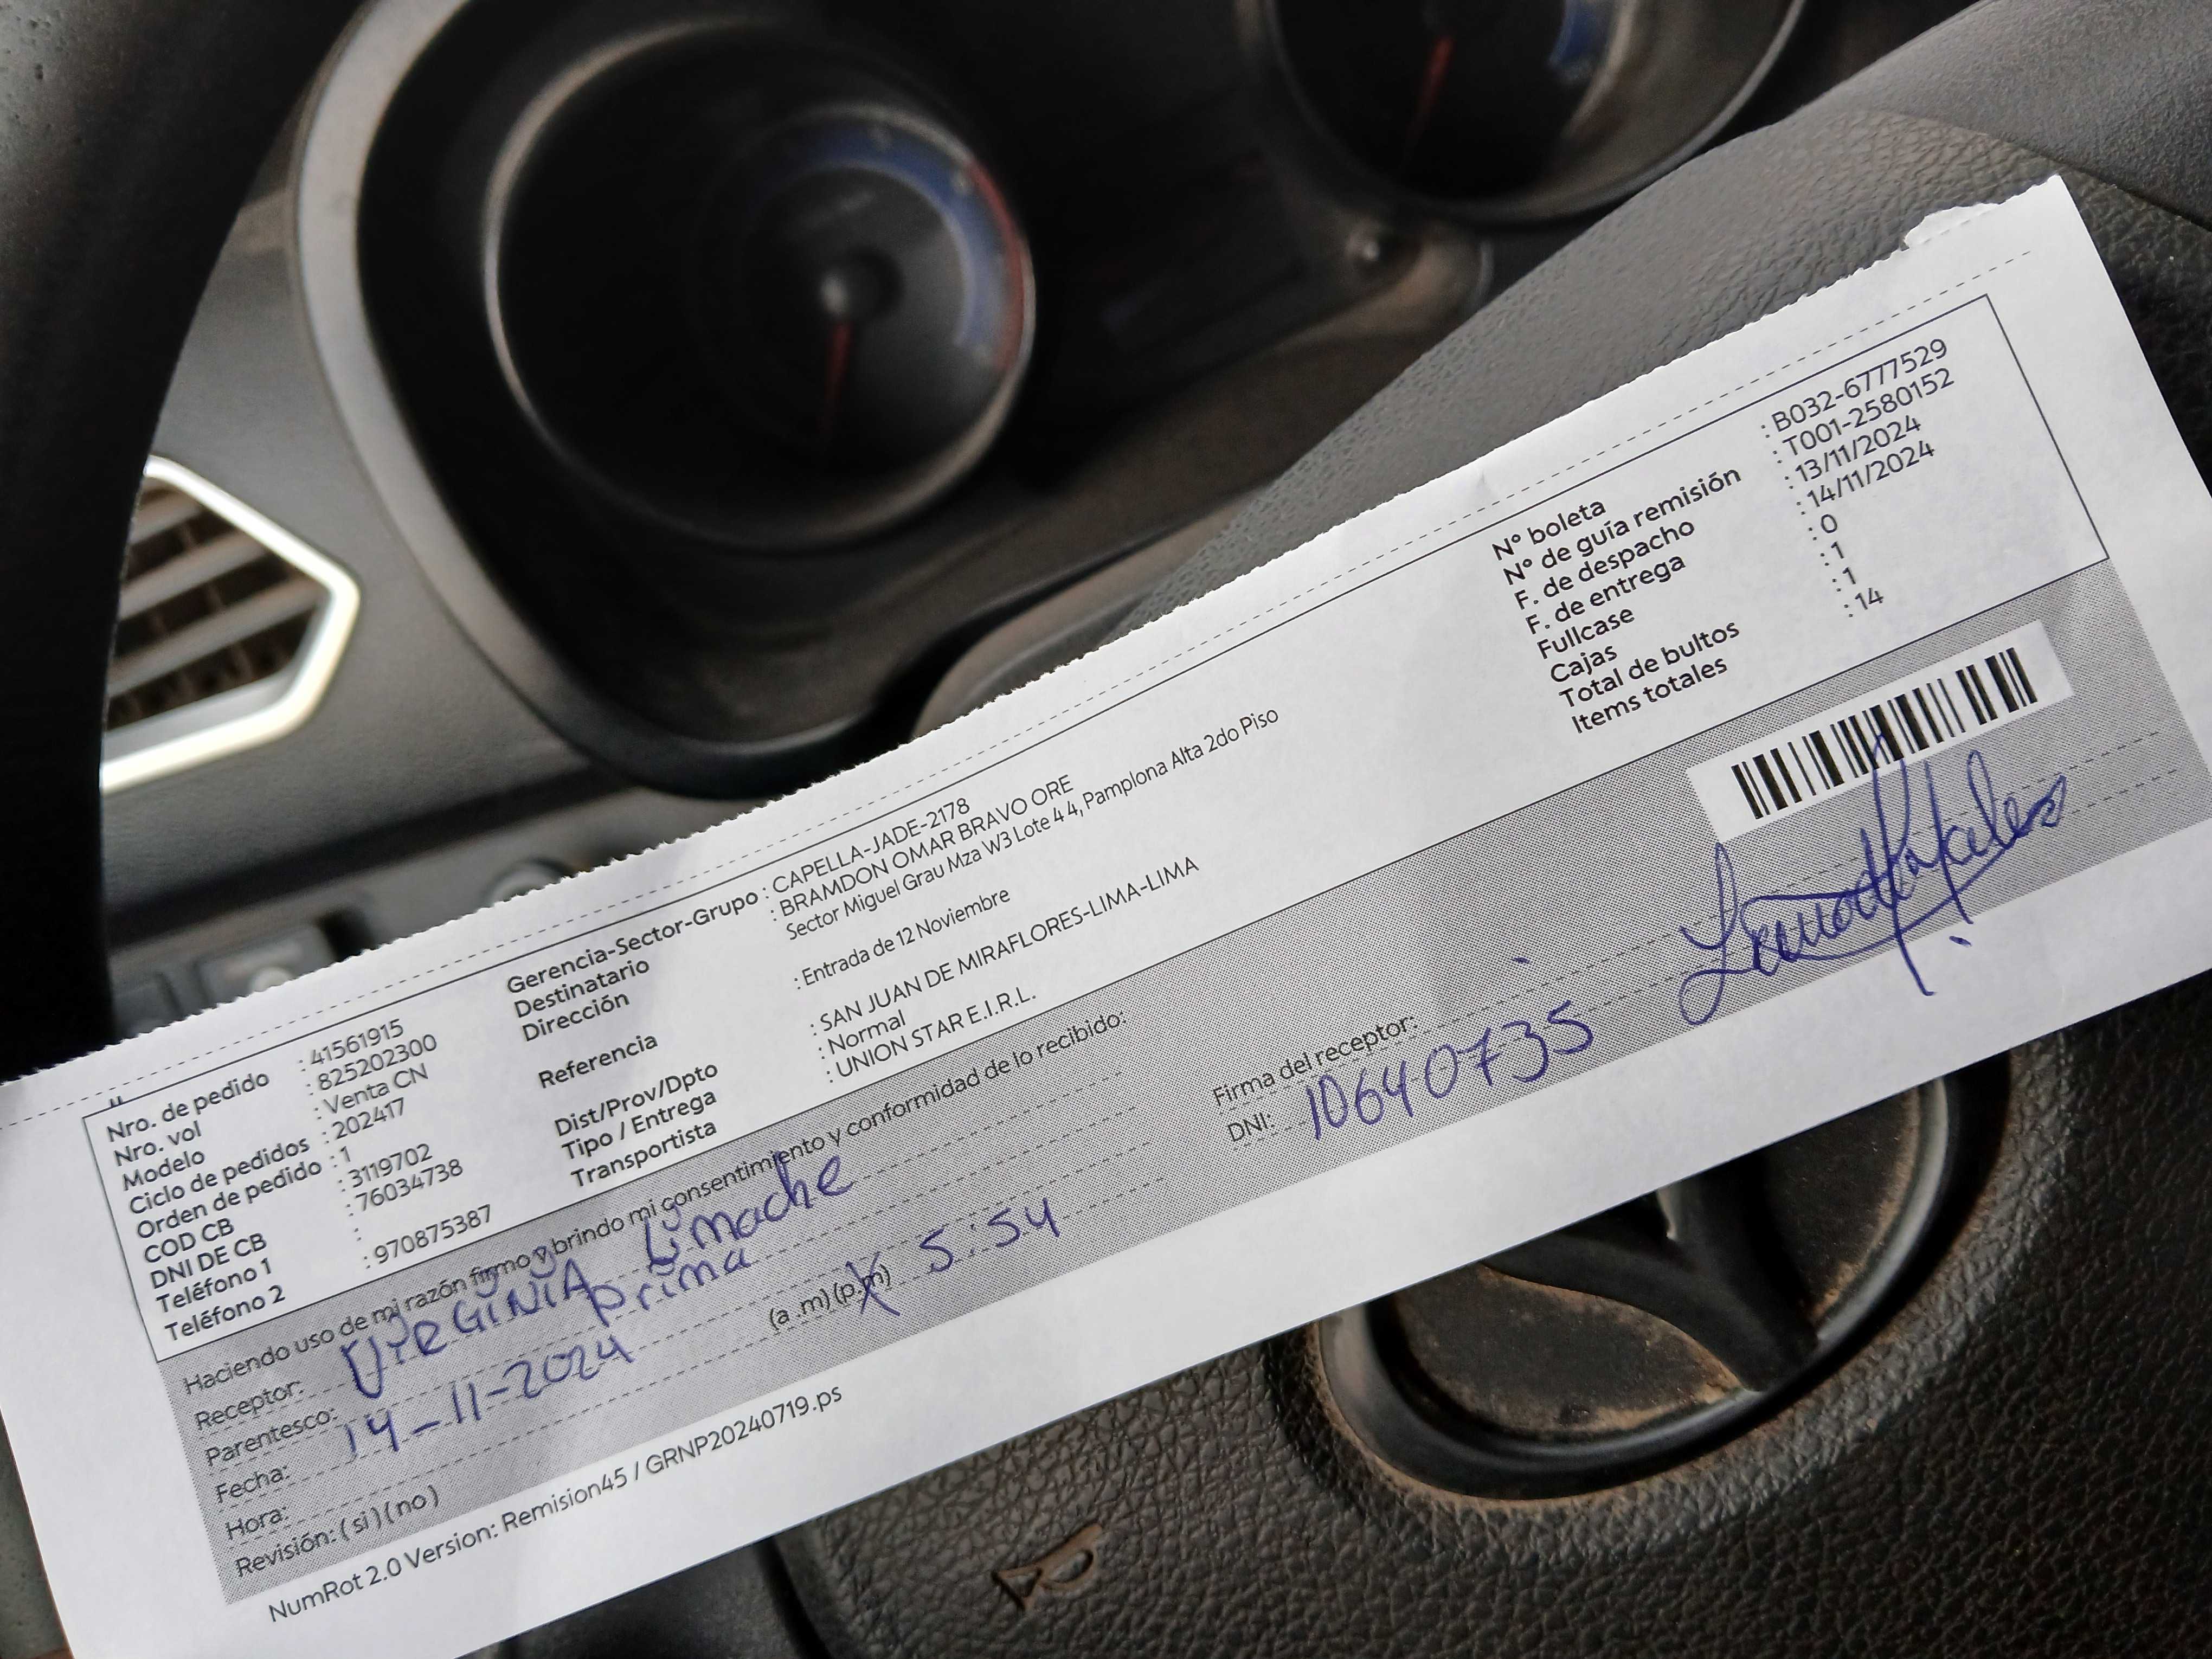 Nro. de pedido : 41561915
Nro. vol : 825202300
Modelo : Venta CN
Ciclo de pedidos : 202417
Orden de pedido : 1
COD CB : 3119702
DNI DE CB : 76034738
Teléfono 1 :
Teléfono 2 : 970875387
Gerencia-Sector-Grupo : CAPELLA-JADE-2178
Destinatario : BRAMDON OMAR BRAVO ORE
Dirección Sector Miguel Grau Mza W3 Lote 4 4, Pamplona Alta 2do Piso
Referencia : Entrada de 12 Noviembre
Dist/Prov/Dpto : SAN JUAN DE MIRAFLORES-LIMA-LIMA
Tipo / Entrega : Normal
Transportista : UNION STAR E.I.R.L.
N° boleta : B032-6777529
N° de guía remisión : T001-2580152
F. de despacho : 13/11/2024
F. de entrega : 14/11/2024
Fullcase : 0
Cajas : 1
Total de bultos : 1
Items totales : 14
Haciendo uso de mi razón firmo y brindo mi consentimiento y conformidad de lo recibido:
Receptor: VIRGINIA Limache
Parentesco: prima
Fecha: 14-11-2024
Hora: (a .m) (p.m) 5:54
Revisión: ( si ) ( no )
Firma del receptor:
DNI: 10640735
NumRot 2.0 Version: Remision45 / GRNP20240719.ps